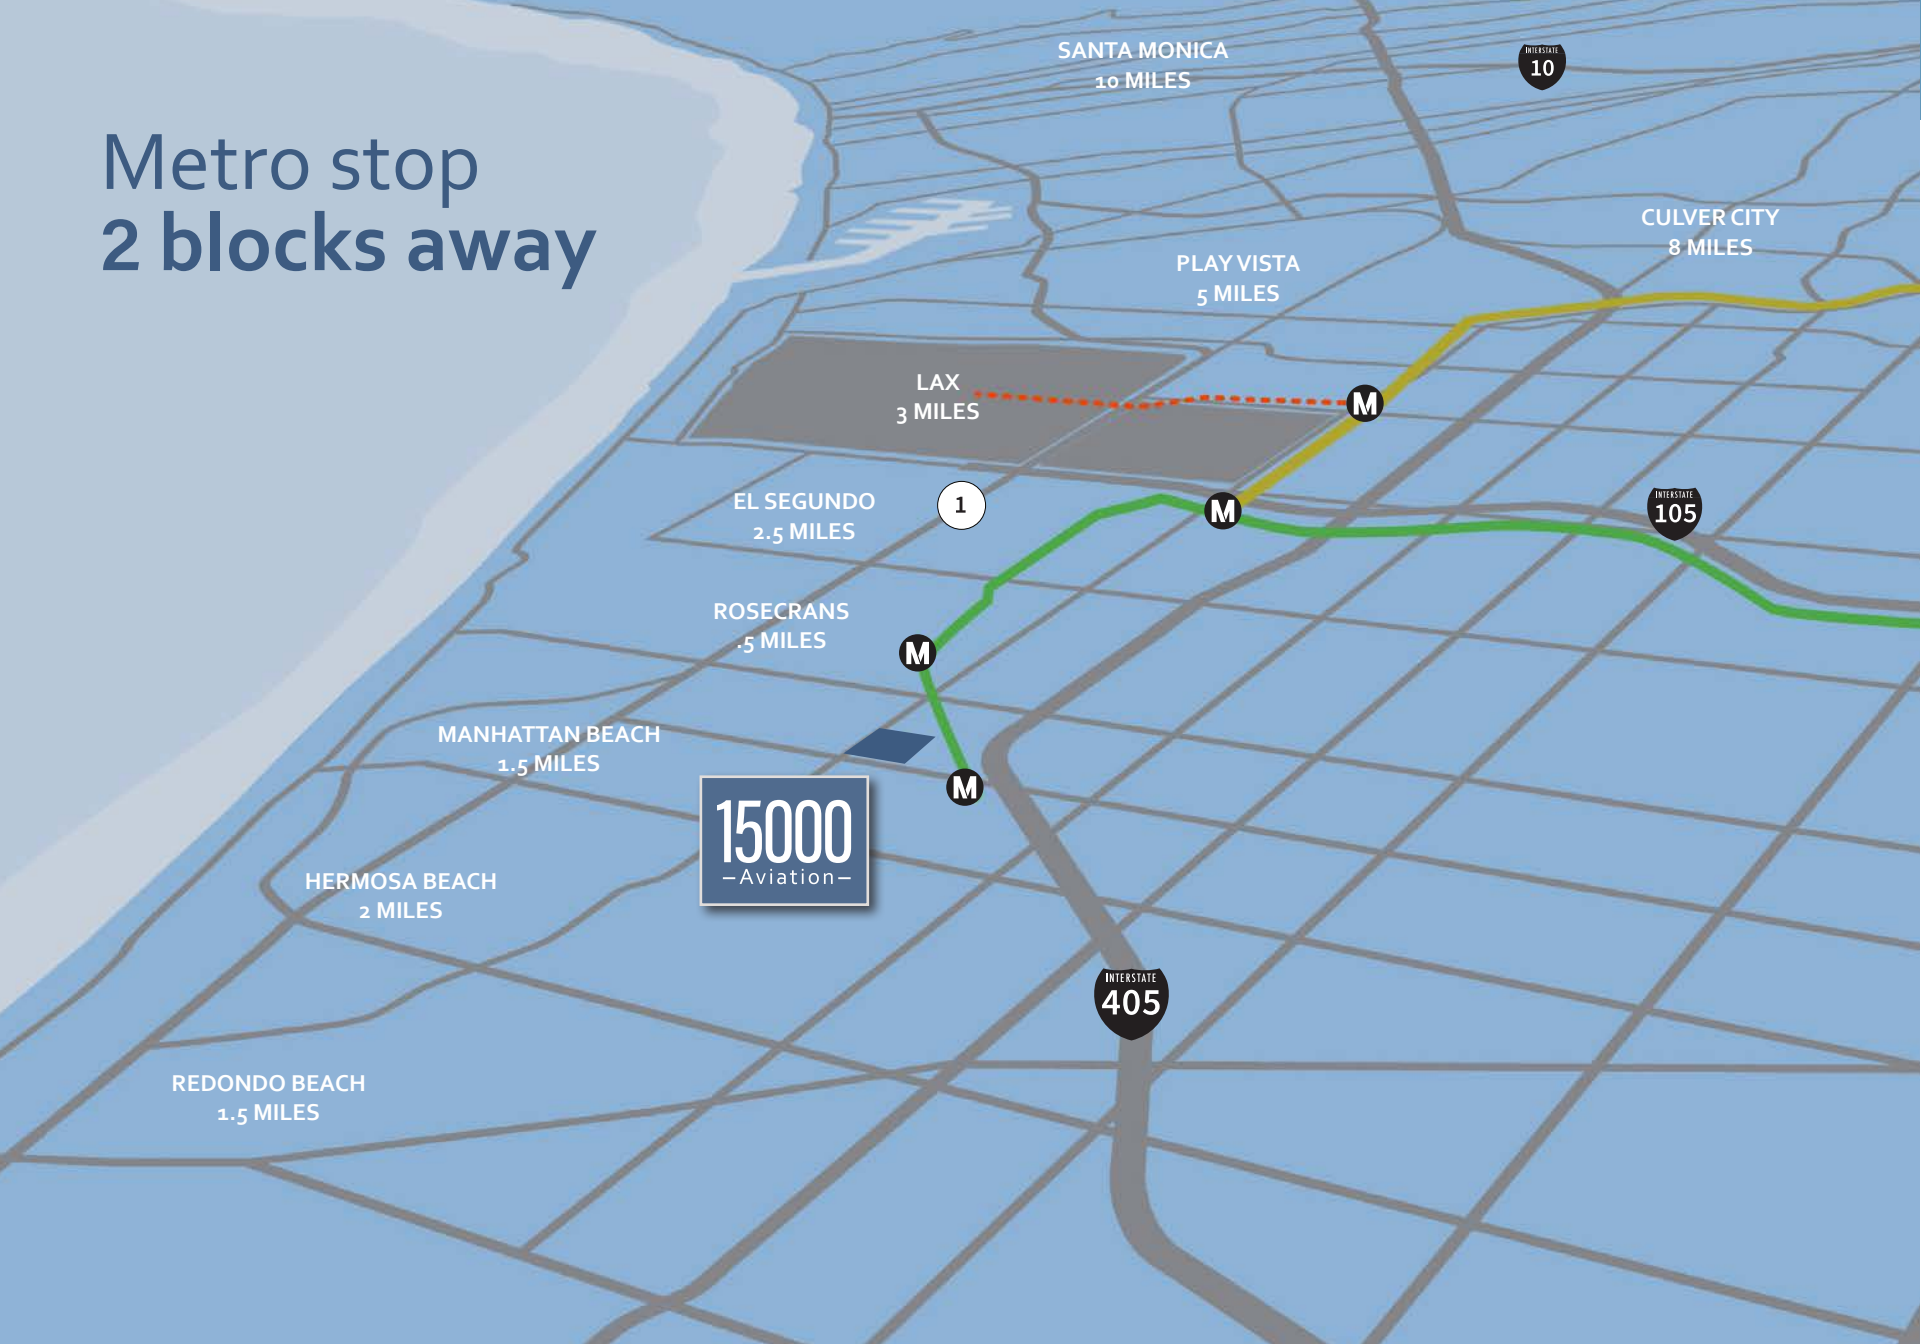 Metro stop
2 blocks away
SANTA MONICA
10 MILES
INTERSTATE
10
CULVER CITY
8 MILES
PLAY VISTA
5 MILES
LAX
3 MILES
M
M
EL SEGUNDO
2.5 MILES
1
INTERSTATE
105
ROSECRANS
.5 MILES
M
MANHATTAN BEACH
1.5 MILES
M
15000
–Aviation–
HERMOSA BEACH
2 MILES
INTERSTATE
405
REDONDO BEACH
1.5 MILES